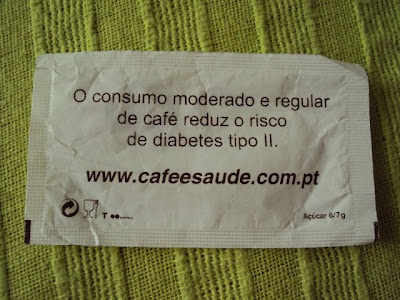 O consumo moderado e regular
de café reduz o risco
de diabetes tipo II.
www.cafeesaude.com.pt
T
Açúcar 6/7g